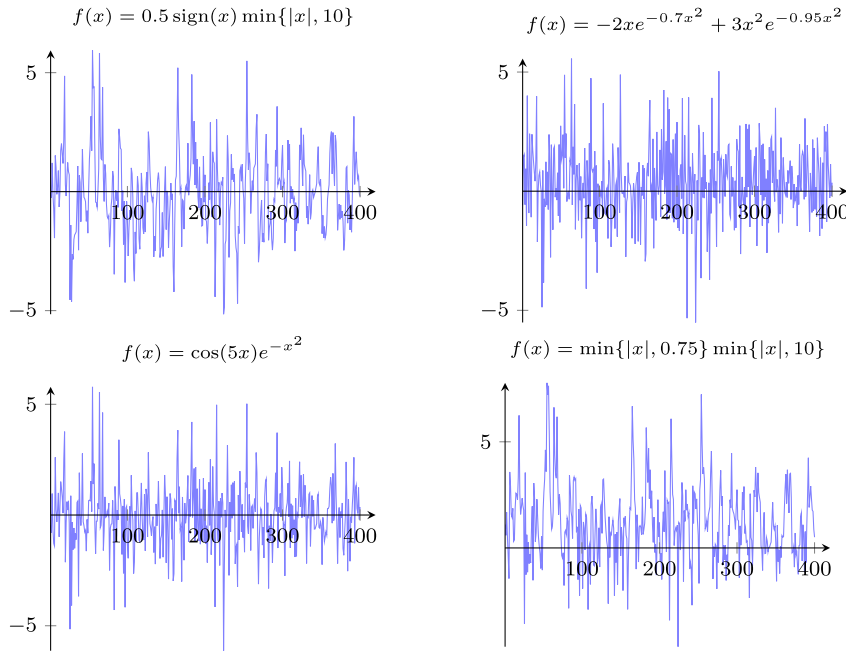 f(x) = 0.5 sign(x) min{|x|, 10}
5
100 200 300 400
−5
f(x) = −2xe^{−0.7x^2} + 3x^2e^{−0.95x^2}
5
100 200 300 400
−5
f(x) = cos(5x)e^{−x^2}
5
100 200 300 400
−5
f(x) = min{|x|, 0.75} min{|x|, 10}
5
100 200 300 400